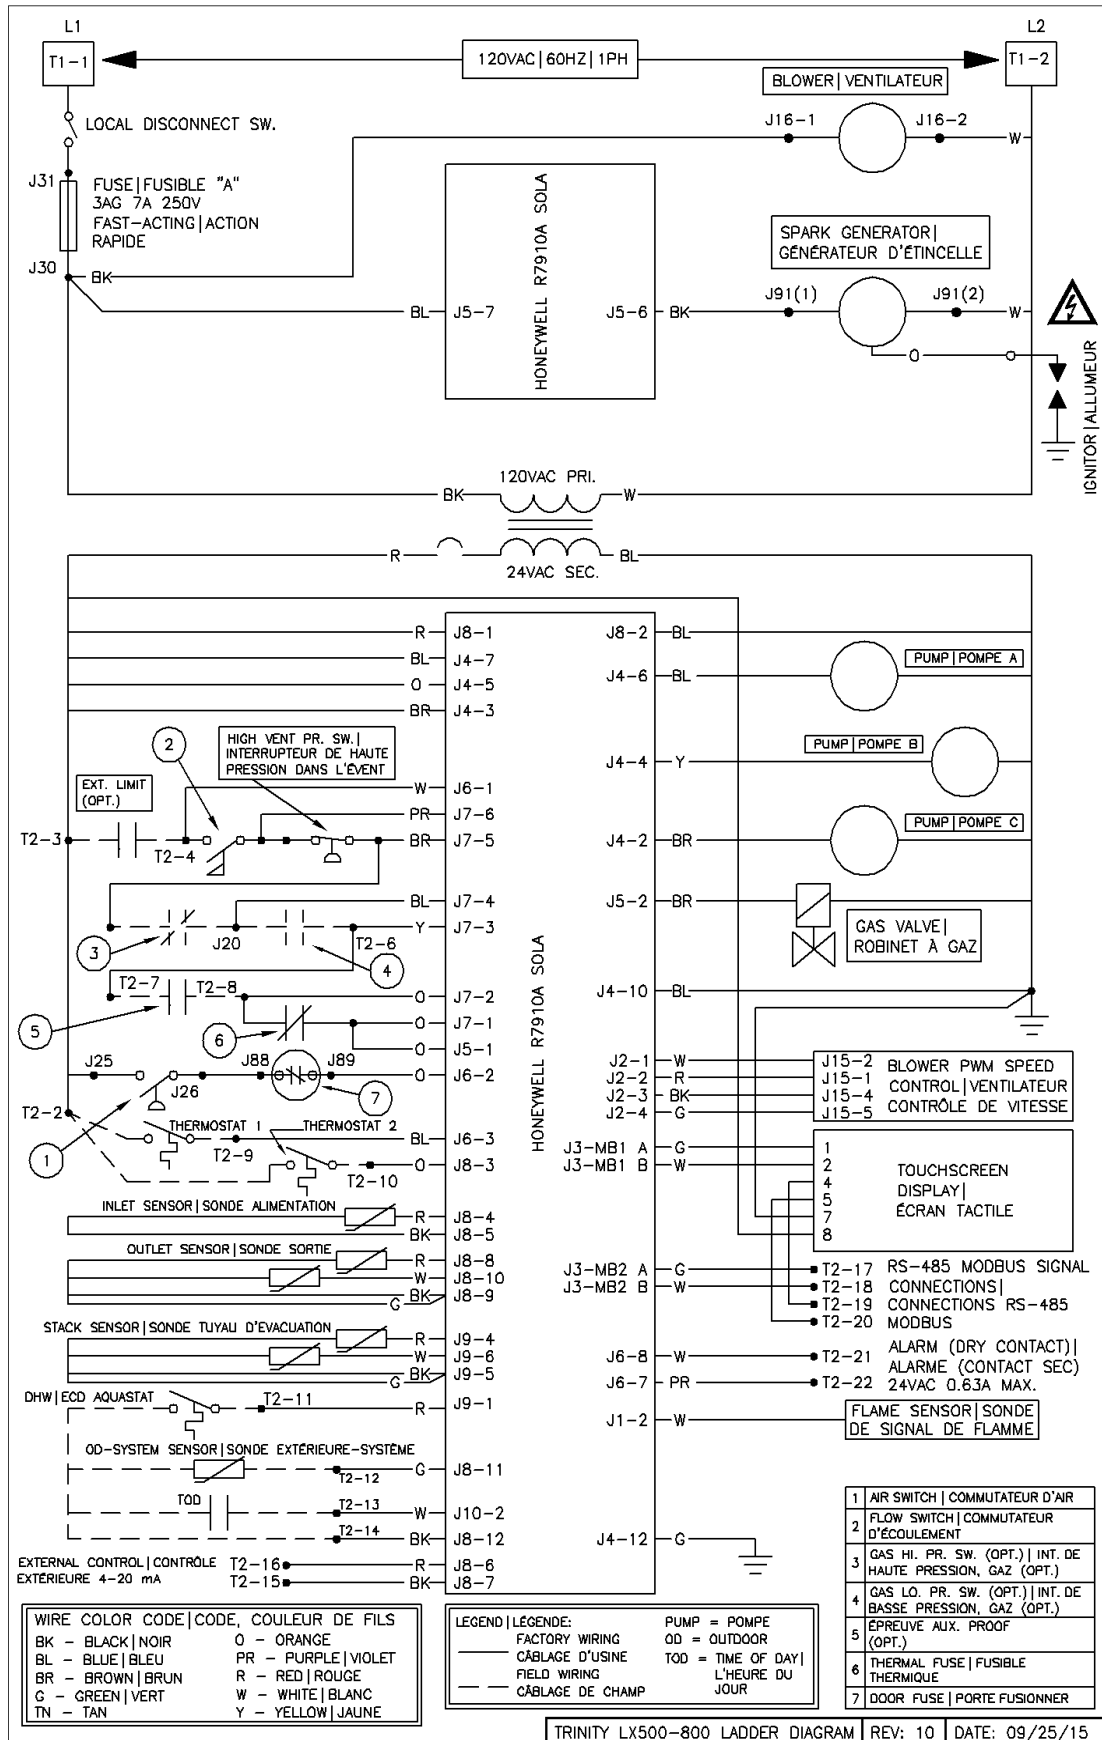 L1
L2
T1-1
120VAC|60HZ|1PH
T1-2
BLOWER|VENTILATEUR
LOCAL DISCONNECT SW.
J16-1
J16-2
W
J31
FUSE|FUSIBLE "A"
3AG 7A 250V
FAST-ACTING|ACTION
RAPIDE
HONEYWELL R7910A SOLA
SPARK GENERATOR|
GÉNÉRATEUR D'ÉTINCELLE
J30
BK
J91(1)
J91(2)
BL
J5-7
J5-6
BK
W
O
IGNITOR|ALLUMEUR
120VAC PRI.
BK
W
R
BL
24VAC SEC.
R
J8-1
J8-2
BL
BL
J4-7
PUMP|POMPE A
J4-6
BL
O
J4-5
BR
J4-3
2
HIGH VENT PR. SW.|
INTERRUPTEUR DE HAUTE
PRESSION DANS L'ÉVENT
PUMP|POMPE B
J4-4
Y
EXT. LIMIT
(OPT.)
W
J6-1
PR
J7-6
PUMP|POMPE C
T2-3
T2-4
BR
J7-5
J4-2
BR
BL
J7-4
J5-2
BR
3
J20
4
T2-6
Y
J7-3
GAS VALVE|
ROBINET À GAZ
HONEYWELL R7910A SOLA
T2-7
T2-8
O
J7-2
J4-10
BL
5
6
O
J7-1
O
J5-1
J25
J26
J88
J89
7
O
J6-2
J2-1
W
J15-2
J2-2
R
J15-1
J2-3
BK
J15-4
J2-4
G
J15-5
BLOWER PWM SPEED
CONTROL|VENTILATEUR
CONTRÔLE DE VITESSE
T2-2
1
THERMOSTAT 1
THERMOSTAT 2
T2-9
BL
J6-3
T2-10
O
J8-3
J3-MB1 A
G
1
J3-MB1 B
W
2
4
5
7
8
TOUCHSCREEN
DISPLAY|
ÉCRAN TACTILE
INLET SENSOR|SONDE ALIMENTATION
R
J8-4
BK
J8-5
OUTLET SENSOR|SONDE SORTIE
R
J8-8
W
J8-10
BK
J8-9
G
J3-MB2 A
G
T2-17
J3-MB2 B
W
T2-18
T2-19
T2-20
RS-485 MODBUS SIGNAL
CONNECTIONS|
CONNECTIONS RS-485
MODBUS
STACK SENSOR|SONDE TUYAU D'EVACUATION
R
J9-4
W
J9-6
BK
J9-5
G
J6-8
W
T2-21
J6-7
PR
T2-22
ALARM (DRY CONTACT)|
ALARME (CONTACT SEC)
24VAC 0.63A MAX.
DHW|ECD AQUASTAT
T2-11
R
J9-1
J1-2
W
FLAME SENSOR|SONDE
DE SIGNAL DE FLAMME
OD-SYSTEM SENSOR|SONDE EXTÉRIEURE-SYSTÈME
T2-12
G
J8-11
TOD
T2-13
W
J10-2
T2-14
BK
J8-12
J4-12
G
EXTERNAL CONTROL|CONTRÔLE
EXTÉRIEURE 4-20 mA
T2-16
R
J8-6
T2-15
BK
J8-7
1 AIR SWITCH|COMMUTATEUR D'AIR
2 FLOW SWITCH|COMMUTATEUR
D'ÉCOULEMENT
3 GAS HI. PR. SW. (OPT.)|INT. DE
HAUTE PRESSION, GAZ (OPT.)
4 GAS LO. PR. SW. (OPT.)|INT. DE
BASSE PRESSION, GAZ (OPT.)
5 ÉPREUVE AUX. PROOF
(OPT.)
6 THERMAL FUSE|FUSIBLE
THERMIQUE
7 DOOR FUSE|PORTE FUSIONNER
WIRE COLOR CODE|CODE, COULEUR DE FILS
BK - BLACK|NOIR
BL - BLUE|BLEU
BR - BROWN|BRUN
G - GREEN|VERT
TN - TAN
O - ORANGE
PR - PURPLE|VIOLET
R - RED|ROUGE
W - WHITE|BLANC
Y - YELLOW|JAUNE
LEGEND|LÉGENDE:
FACTORY WIRING
CÂBLAGE D'USINE
FIELD WIRING
CÂBLAGE DE CHAMP
PUMP = POMPE
OD = OUTDOOR
TOD = TIME OF DAY|
L'HEURE DU
JOUR
TRINITY LX500-800 LADDER DIAGRAM
REV: 10
DATE: 09/25/15